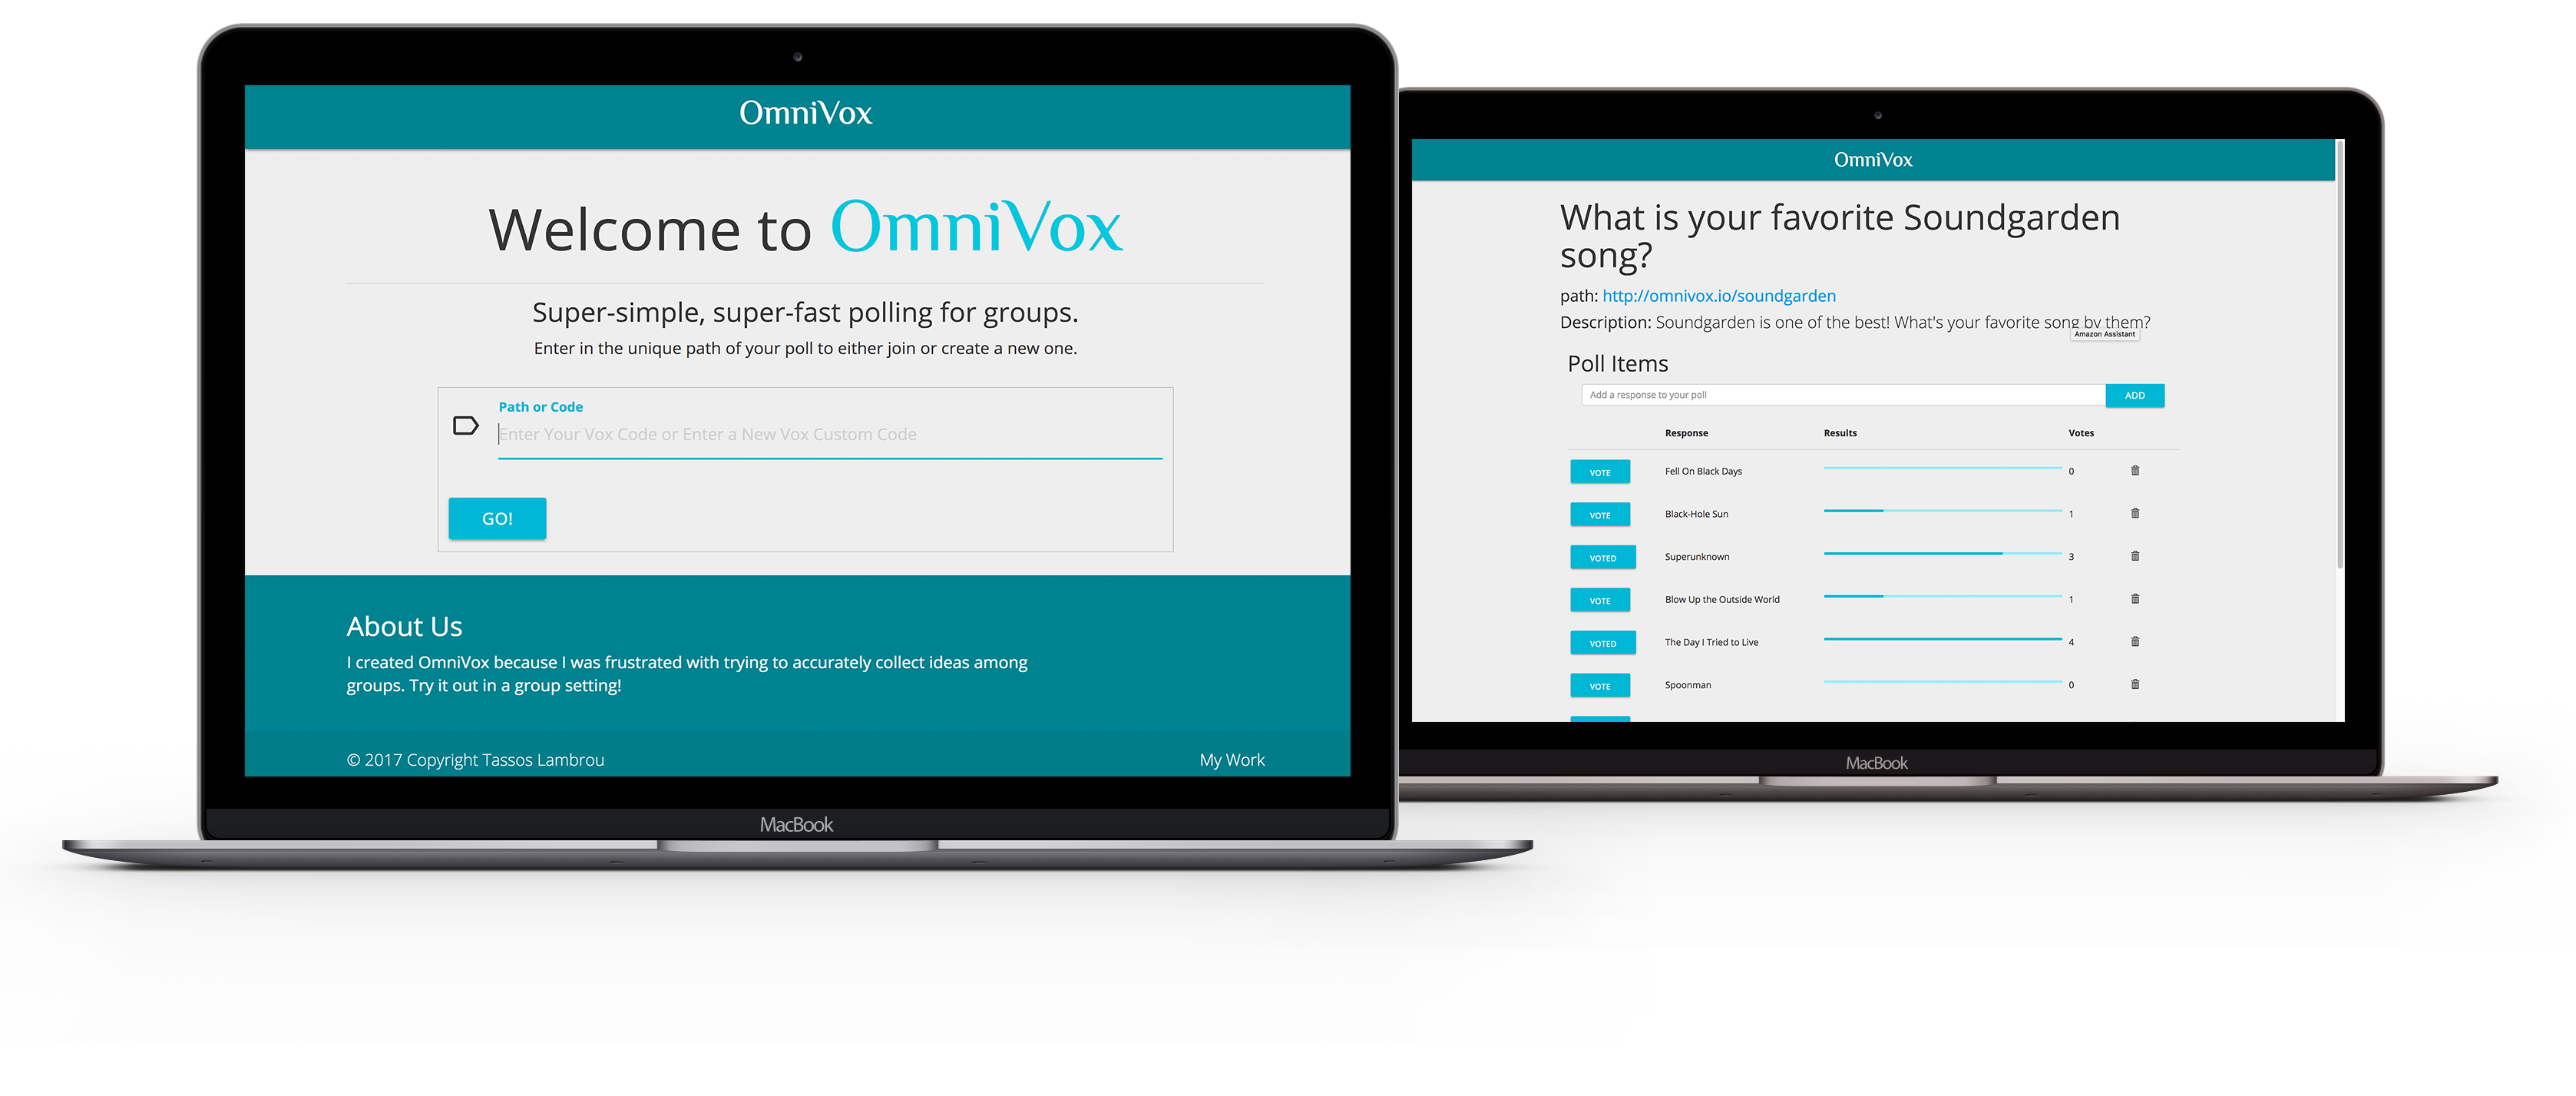 OmniVox
Welcome to OmniVox
Super-simple, super-fast polling for groups.
Enter in the unique path of your poll to either join or create a new one.
Path or Code
Enter Your Vox Code or Enter a New Vox Custom Code
GO!
About Us
I created OmniVox because I was frustrated with trying to accurately collect ideas among
groups. Try it out in a group setting!
© 2017 Copyright Tassos Lambrou
My Work
MacBook
OmniVox
What is your favorite Soundgarden
song?
path: http://omnivox.io/soundgarden
Description: Soundgarden is one of the best! What's your favorite song by them?
Amazon Assistant
Poll Items
Add a response to your poll
ADD
Response Results Votes
VOTE Fell On Black Days 0
VOTE Black-Hole Sun 1
VOTED Superunknown 3
VOTE Blow Up the Outside World 1
VOTED The Day I Tried to Live 4
VOTE Spoonman 0
MacBook